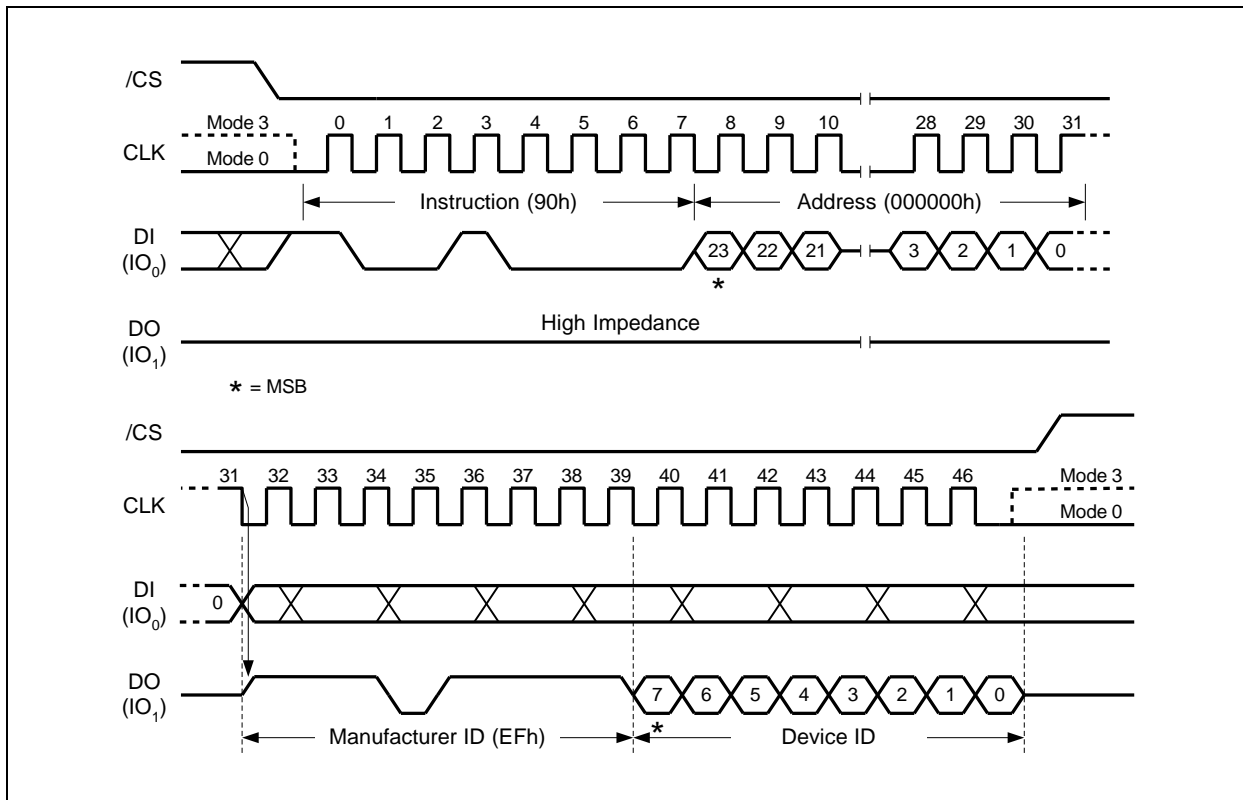 /CS
Mode 3
0 1 2 3 4 5 6 7 8 9 10 28 29 30 31
CLK
Mode 0
Instruction (90h)
Address (000000h)
DI
(IO0)
23 22 21 3 2 1 0
*
DO
(IO1)
High Impedance
* = MSB
/CS
31 32 33 34 35 36 37 38 39 40 41 42 43 44 45 46
Mode 3
CLK
Mode 0
DI
(IO0)
0
DO
(IO1)
7 6 5 4 3 2 1 0
*
Manufacturer ID (EFh)
Device ID